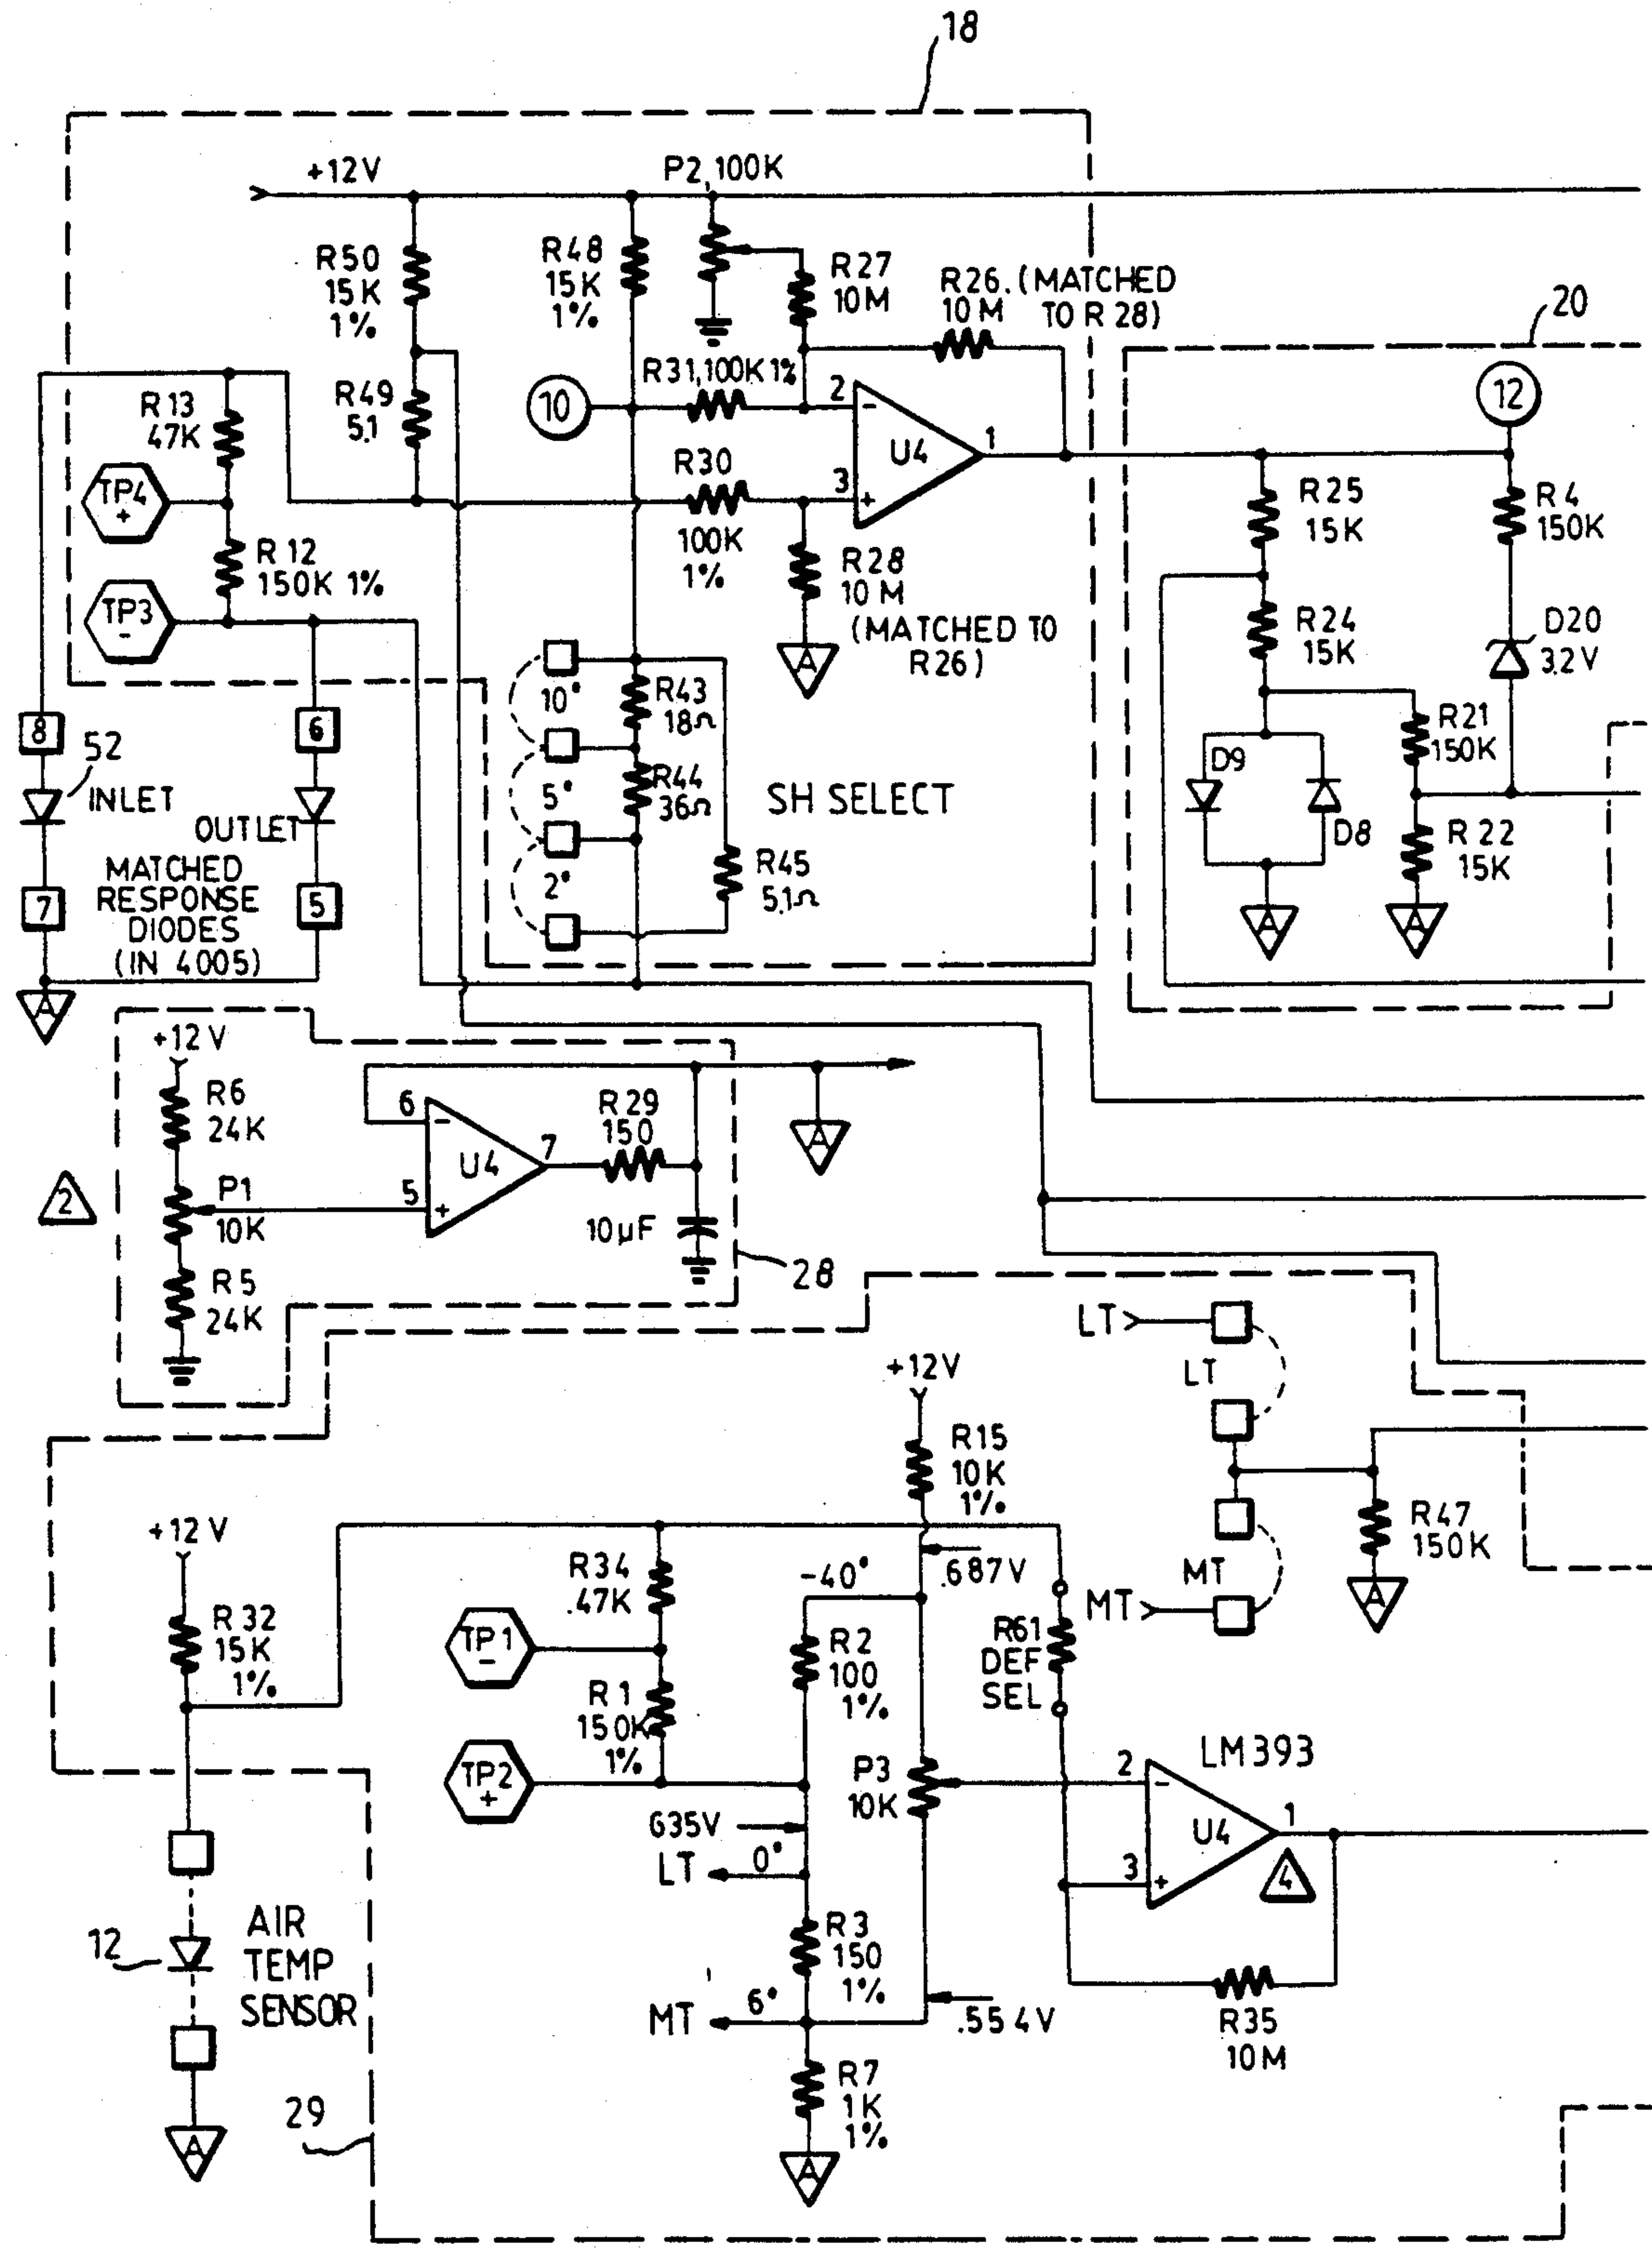 18
+12V
P2,100K
R50
15K
1%
R48
15K
1%
R27
10M
R26.(MATCHED
10M TO R28)
20
R13
47K
R49
5.1
10
R31,100K 1%
2
-
U4
1
12
TP4
+
R30
100K
1%
3
+
R25
15K
R4
150K
R12
150K 1%
R28
10M
(MATCHED TO
R26)
TP3
-
A
R24
15K
D20
3.2V
10°
R43
18Ω
8
52
6
INLET
5°
R44
36Ω
SH SELECT
D9
R21
150K
OUTLET
D8
R22
15K
MATCHED
RESPONSE
DIODES
(IN 4005)
7
5
2°
R45
5.1Ω
A
A
A
+12V
R6
24K
6
-
U4
7
R29
150
A
2
P1
10K
5
+
10µF
28
R5
24K
LT
LT
+12V
R15
10K
1%
+12V
R34
.47K
-40°
.687V
MT
MT
R47
150K
A
R32
15K
1%
TP1
-
R2
100
1%
R61
DEF
SEL
R1
150K
1%
LM393
TP2
+
P3
10K
2
-
U4
1
635V
LT
0°
3
+
4
12
AIR
TEMP
SENSOR
R3
150
1%
MT
6°
.554V
R35
10M
29
R7
1K
1%
A
A